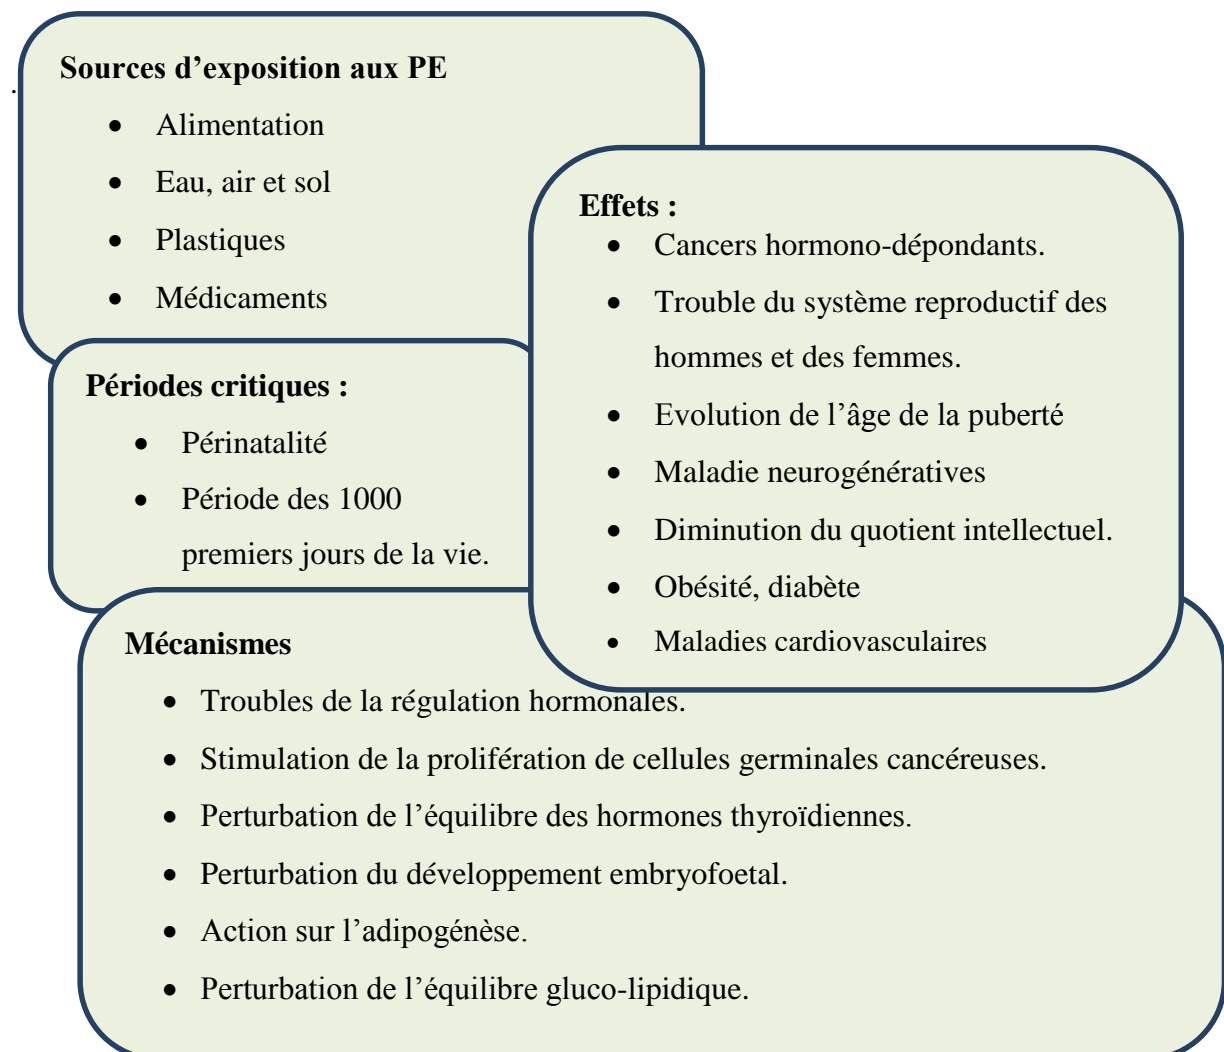 Sources d’exposition aux PE
.
• Alimentation
• Eau, air et sol
• Plastiques
• Médicaments
Effets :
• Cancers hormono-dépondants.
• Trouble du système reproductif des
hommes et des femmes.
• Evolution de l’âge de la puberté
• Maladie neurogénératives
• Diminution du quotient intellectuel.
• Obésité, diabète
• Maladies cardiovasculaires
Périodes critiques :
• Périnatalité
• Période des 1000
premiers jours de la vie.
Mécanismes
• Troubles de la régulation hormonales.
• Stimulation de la prolifération de cellules germinales cancéreuses.
• Perturbation de l’équilibre des hormones thyroïdiennes.
• Perturbation du développement embryofoetal.
• Action sur l’adipogénèse.
• Perturbation de l’équilibre gluco-lipidique.